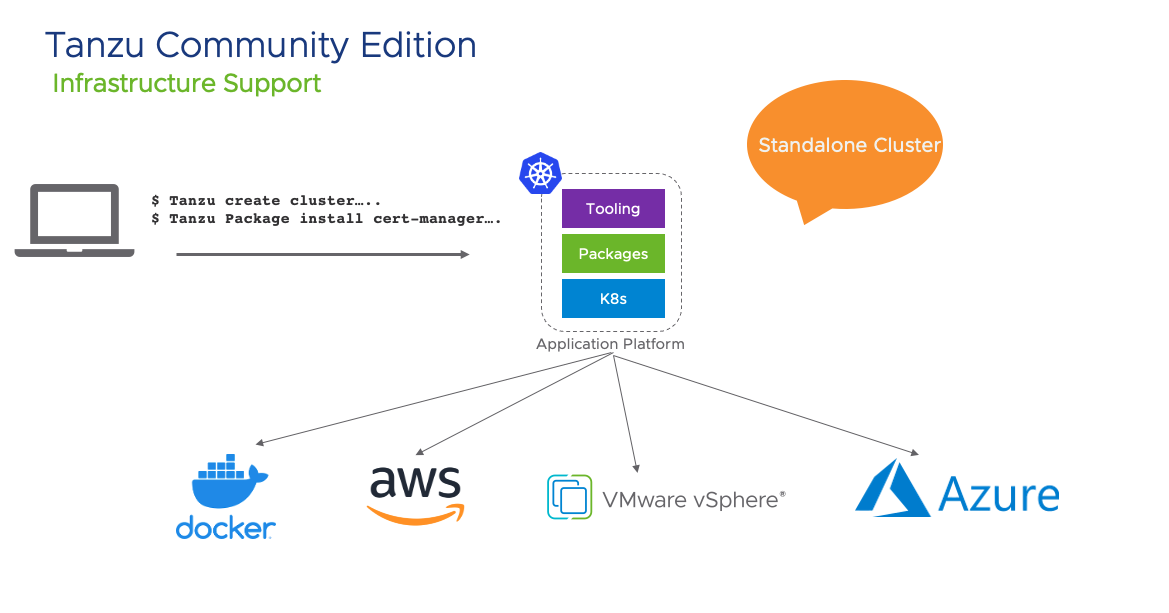 Tanzu Community Edition
Infrastructure Support
Standalone Cluster
$ Tanzu create cluster…..
$ Tanzu Package install cert-manager….
Tooling
Packages
K8s
Application Platform
docker
aws
VMware vSphere®
Azure